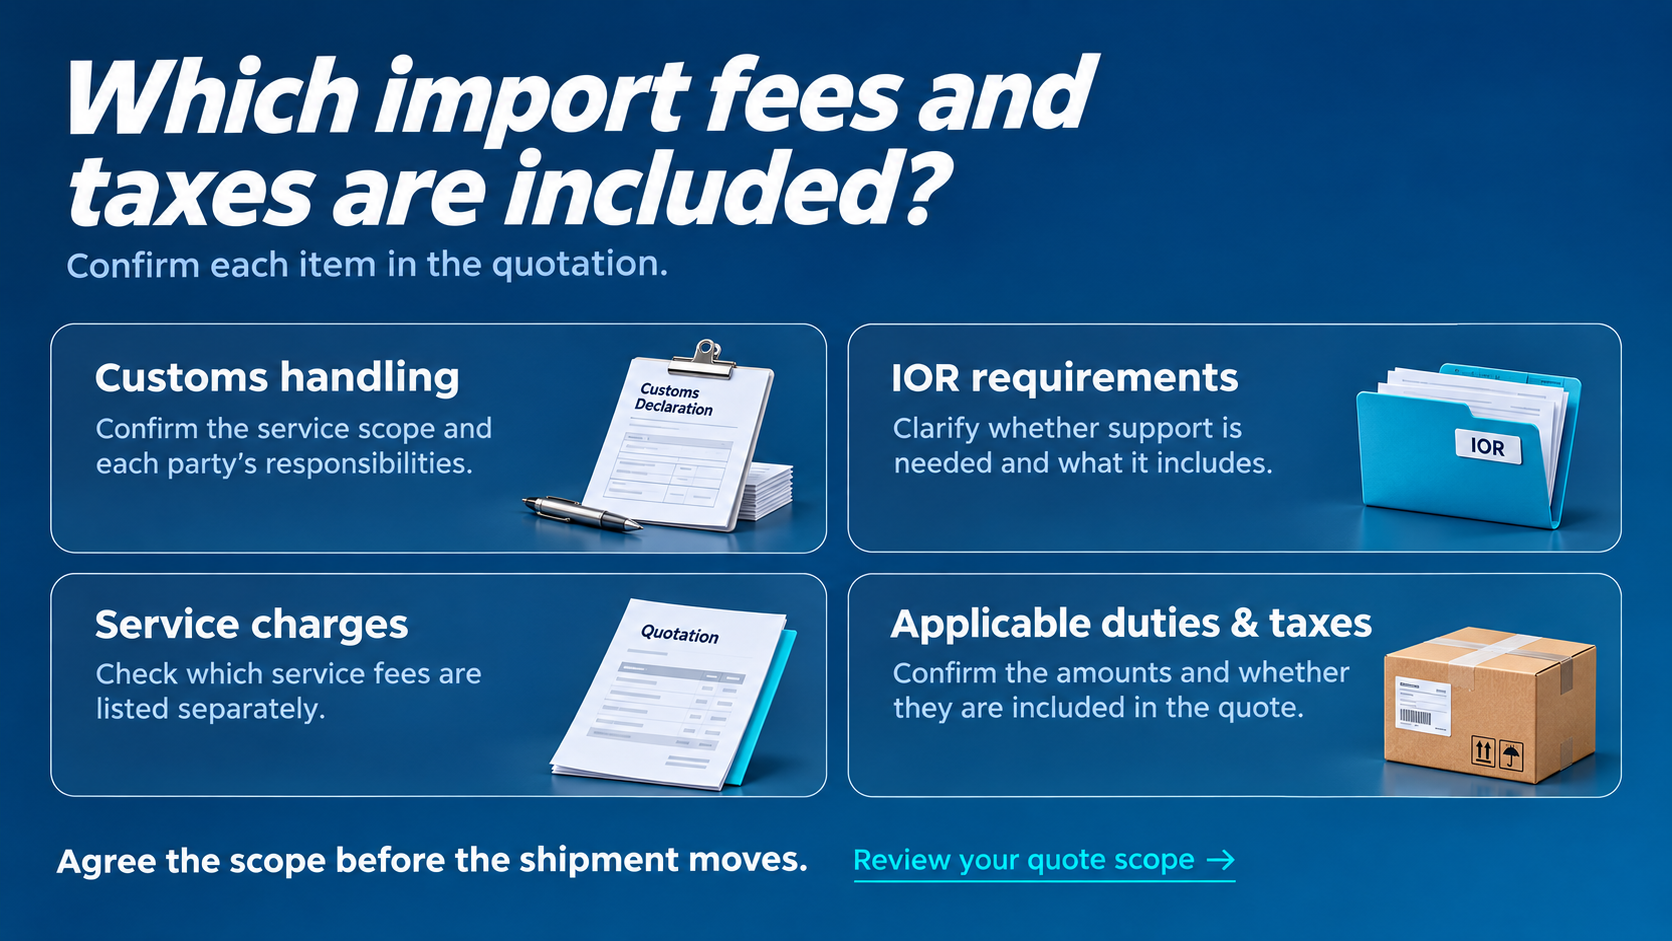 Which import fees and
taxes are included?
Confirm each item in the quotation.
Customs handling
Confirm the service scope and
each party's responsibilities.
Customs
Declaration
IOR requirements
Clarify whether support is
needed and what it includes.
IOR
Service charges
Check which service fees are
listed separately.
Quotation
Applicable duties & taxes
Confirm the amounts and whether
they are included in the quote.
Agree the scope before the shipment moves.
Review your quote scope →